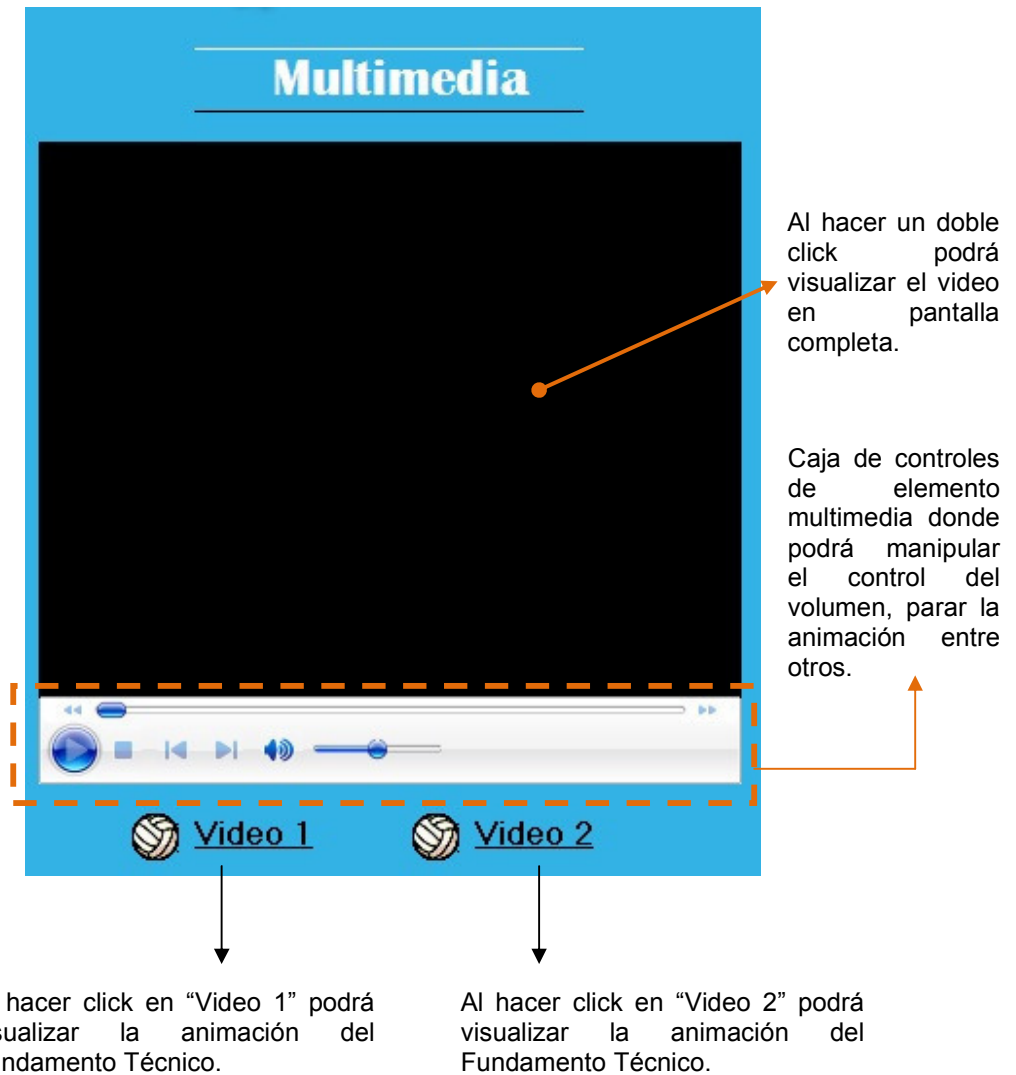 Multimedia
Al hacer un doble
click podrá
visualizar el video
en pantalla
completa.
Caja de controles
de elemento
multimedia donde
podrá manipular
el control del
volumen, parar la
animación entre
otros.
Video 1
Video 2
hacer click en “Video 1” podrá
sualizar la animación del
ndamento Técnico.
Al hacer click en “Video 2” podrá
visualizar la animación del
Fundamento Técnico.